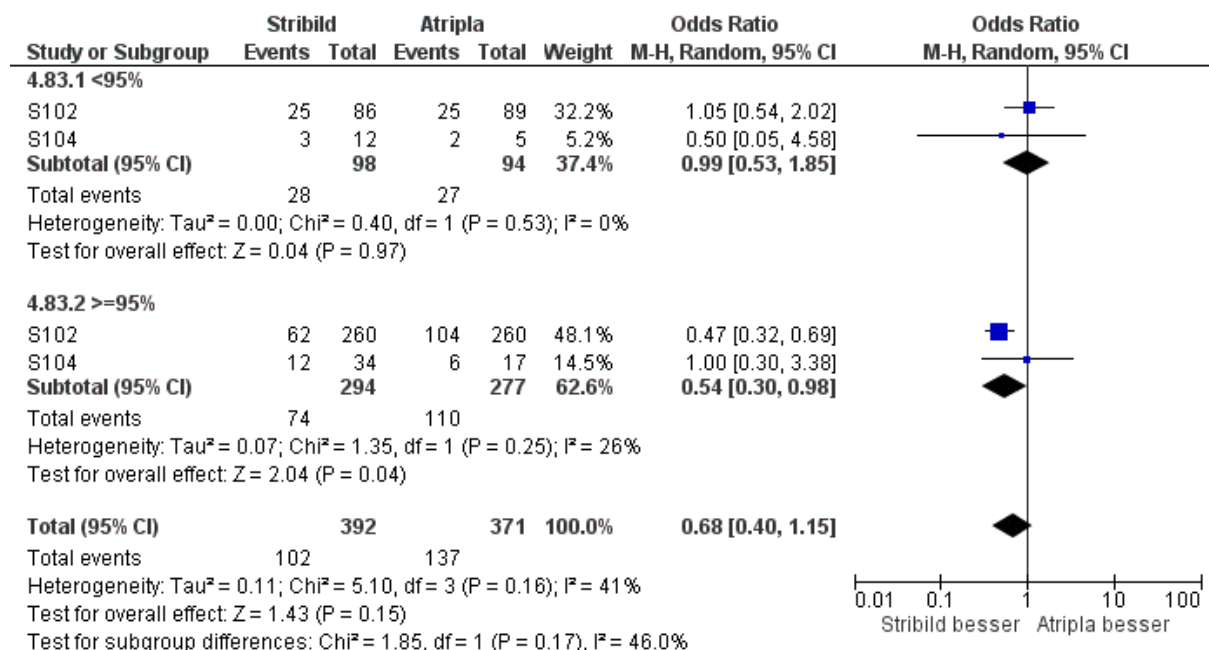 Stribild Atripla Odds Ratio Odds Ratio
Study or Subgroup Events Total Events Total Weight M-H, Random, 95% CI M-H, Random, 95% CI
4.83.1 <95%
S102 25 86 25 89 32.2% 1.05 [0.54, 2.02]
S104 3 12 2 5 5.2% 0.50 [0.05, 4.58]
Subtotal (95% CI) 98 94 37.4% 0.99 [0.53, 1.85]
Total events 28 27
Heterogeneity: Tau² = 0.00; Chi² = 0.40, df = 1 (P = 0.53); I² = 0%
Test for overall effect: Z = 0.04 (P = 0.97)
4.83.2 >=95%
S102 62 260 104 260 48.1% 0.47 [0.32, 0.69]
S104 12 34 6 17 14.5% 1.00 [0.30, 3.38]
Subtotal (95% CI) 294 277 62.6% 0.54 [0.30, 0.98]
Total events 74 110
Heterogeneity: Tau² = 0.07; Chi² = 1.35, df = 1 (P = 0.25); I² = 26%
Test for overall effect: Z = 2.04 (P = 0.04)
Total (95% CI) 392 371 100.0% 0.68 [0.40, 1.15]
Total events 102 137
Heterogeneity: Tau² = 0.11; Chi² = 5.10, df = 3 (P = 0.16); I² = 41%
Test for overall effect: Z = 1.43 (P = 0.15)
Test for subgroup differences: Chi² = 1.85, df = 1 (P = 0.17), I² = 46.0%
0.01 0.1 1 10 100
Stribild besser Atripla besser